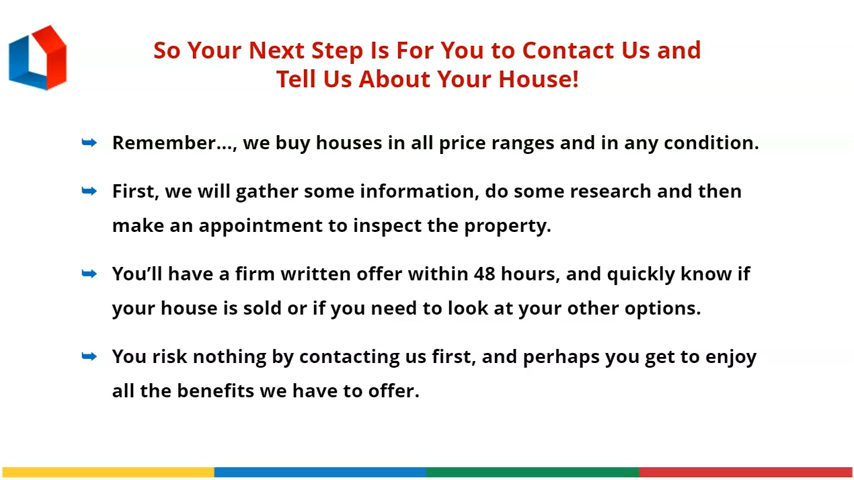 So Your Next Step Is For You to Contact Us and
Tell Us About Your House!
Remember..., we buy houses in all price ranges and in any condition.
First, we will gather some information, do some research and then
make an appointment to inspect the property.
You’ll have a firm written offer within 48 hours, and quickly know if
your house is sold or if you need to look at your other options.
You risk nothing by contacting us first, and perhaps you get to enjoy
all the benefits we have to offer.